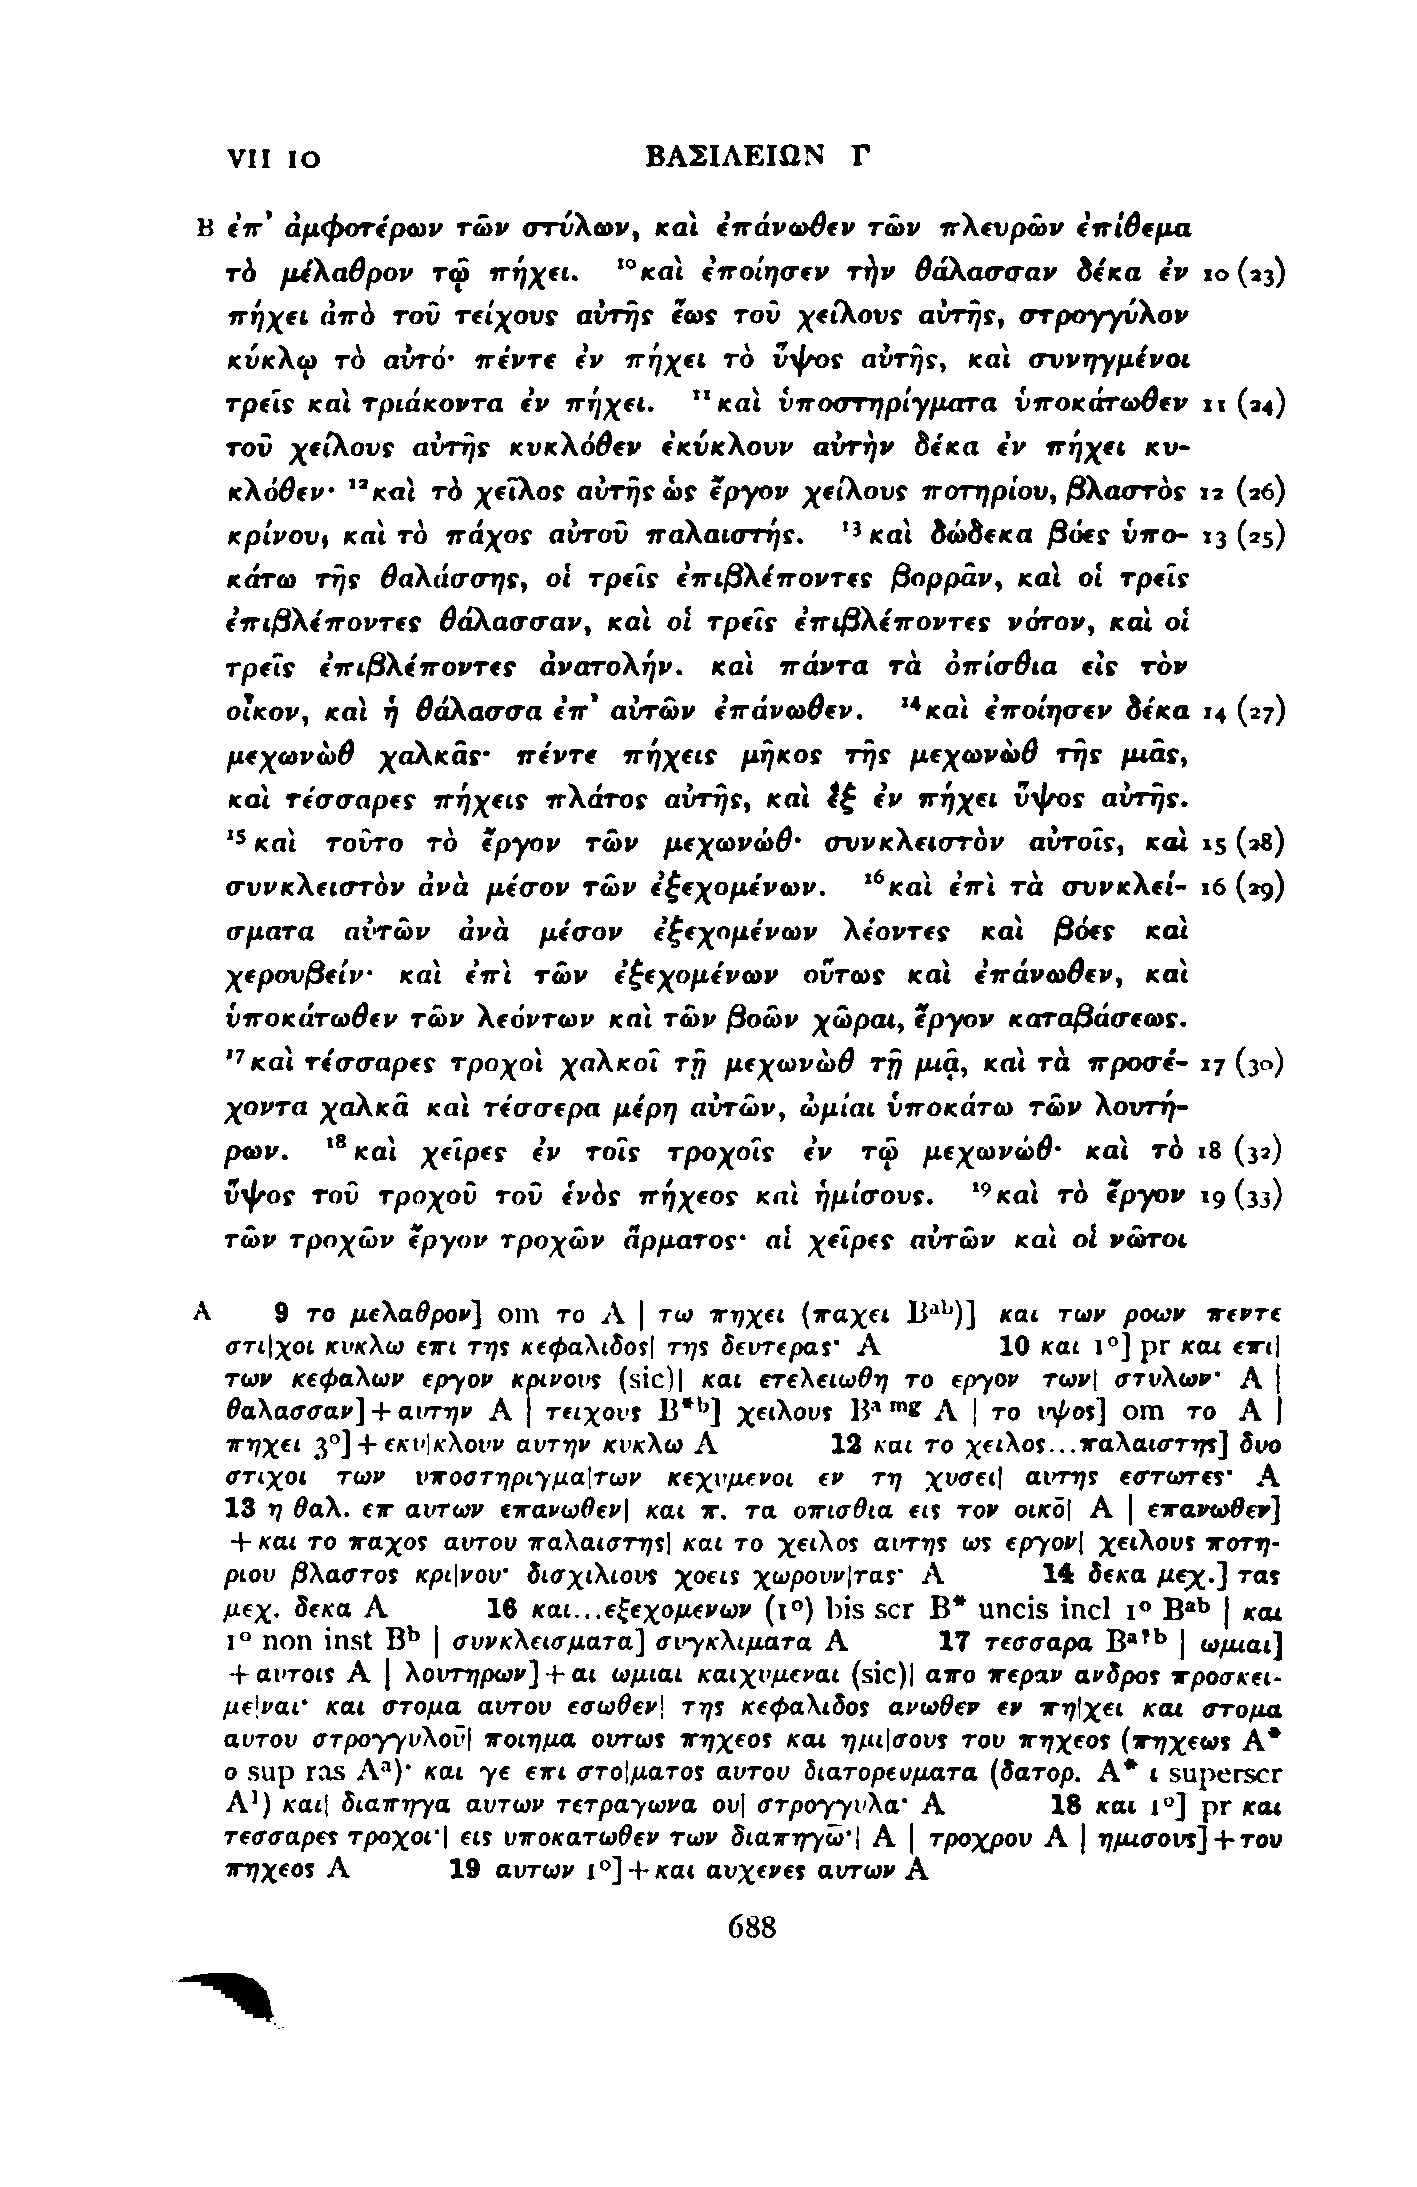 VII 10 ΒΑΣΙΛΕΙΩΝ Γ
B ἐπ' ἀμφοτέρων τῶν στύλων, καὶ ἐπάνωθεν τῶν πλευρῶν ἐπίθεμα
τὸ μέλαθρον τῷ πήχει. ¹⁰καὶ ἐποίησεν τὴν θάλασσαν δέκα ἐν 10 (23)
πήχει ἀπὸ τοῦ τείχους αὐτῆς ἕως τοῦ χείλους αὐτῆς, στρογγύλον
κύκλῳ τὸ αὐτό· πέντε ἐν πήχει τὸ ὕψος αὐτῆς, καὶ συνηγμένοι
τρεῖς καὶ τριάκοντα ἐν πήχει. ¹¹καὶ ὑποστηρίγματα ὑποκάτωθεν 11 (24)
τοῦ χείλους αὐτῆς κυκλόθεν ἐκύκλουν αὐτὴν δέκα ἐν πήχει κυ-
κλόθεν· ¹²καὶ τὸ χεῖλος αὐτῆς ὡς ἔργον χείλους ποτηρίου, βλαστὸς 12 (26)
κρίνου, καὶ τὸ πάχος αὐτοῦ παλαιστής. ¹³καὶ δώδεκα βόες ὑπο- 13 (25)
κάτω τῆς θαλάσσης, οἱ τρεῖς ἐπιβλέποντες βορρᾶν, καὶ οἱ τρεῖς
ἐπιβλέποντες θάλασσαν, καὶ οἱ τρεῖς ἐπιβλέποντες νότον, καὶ οἱ
τρεῖς ἐπιβλέποντες ἀνατολήν. καὶ πάντα τὰ ὀπίσθια εἰς τὸν
οἶκον, καὶ ἡ θάλασσα ἐπ' αὐτῶν ἐπάνωθεν. ¹⁴καὶ ἐποίησεν δέκα 14 (27)
μεχωνὼθ χαλκᾶς· πέντε πήχεις μῆκος τῆς μεχωνὼθ τῆς μιᾶς,
καὶ τέσσαρες πήχεις πλάτος αὐτῆς, καὶ ἓξ ἐν πήχει ὕψος αὐτῆς.
¹⁵καὶ τοῦτο τὸ ἔργον τῶν μεχωνώθ· συνκλειστὸν αὐτοῖς, καὶ 15 (28)
συνκλειστὸν ἀνὰ μέσον τῶν ἐξεχομένων. ¹⁶καὶ ἐπὶ τὰ συνκλεί- 16 (29)
σματα αὐτῶν ἀνὰ μέσον ἐξεχομένων λέοντες καὶ βόες καὶ
χερουβείν· καὶ ἐπὶ τῶν ἐξεχομένων οὕτως καὶ ἐπάνωθεν, καὶ
ὑποκάτωθεν τῶν λεόντων καὶ τῶν βοῶν χῶραι, ἔργον καταβάσεως.
¹⁷καὶ τέσσαρες τροχοὶ χαλκοῖ τῇ μεχωνὼθ τῇ μιᾷ, καὶ τὰ προσέ- 17 (30)
χοντα χαλκᾶ καὶ τέσσερα μέρη αὐτῶν, ὠμίαι ὑποκάτω τῶν λουτή-
ρων. ¹⁸καὶ χεῖρες ἐν τοῖς τροχοῖς ἐν τῷ μεχωνώθ· καὶ τὸ 18 (32)
ὕψος τοῦ τροχοῦ τοῦ ἑνὸς πήχεος καὶ ἡμίσους. ¹⁹καὶ τὸ ἔργον 19 (33)
τῶν τροχῶν ἔργον τροχῶν ἅρματος· αἱ χεῖρες αὐτῶν καὶ οἱ νῶτοι
A 9 το μελαθρον] om το A | τω πηχει (παχει Bᵃᵇ)] και των ροων πεντε
στι|χοι κυκλω επι της κεφαλιδος| της δευτερας· A 10 και 1°] pr και επι|
των κεφαλων εργον κρινους (sic)| και ετελειωθη το εργον των| στυλων· A |
θαλασσαν]+αυτην A | τειχους B*ᵇ] χειλους Bᵃ ᵐᵍ A | το υψος] om το A |
πηχει 3°]+εκυ|κλουν αυτην κυκλω A 12 και το χειλος...παλαιστης] δυο
στιχοι των υποστηριγμα|των κεχυμενοι εν τη χυσει| αυτης εστωτες· A
13 η θαλ. επ αυτων επανωθεν| και π. τα οπισθια εις τον οικō| A | επανωθεν]
+και το παχος αυτου παλαιστης| και το χειλος αυτης ως εργον| χειλους ποτη-
ριου βλαστος κρι|νου· δισχιλιους χοεις χωρουν|τας· A 14 δεκα μεχ.] τας
μεχ. δεκα A 16 και...εξεχομενων (1°) bis scr B* uncis incl 1° Bᵃᵇ | και
1° non inst Bᵇ | συνκλεισματα] συγκλιματα A 17 τεσσαρα Bᵃ?ᵇ | ωμιαι]
+αυτοις A | λουτηρων]+αι ωμιαι καιχυμεναι (sic)| απο περαν ανδρος προσκει-
με|ναι· και στομα αυτου εσωθεν| της κεφαλιδος ανωθεν εν πη|χει και στομα
αυτου στρογγυλοῡ| ποιημα ουτως πηχεος και ημι|σους του πηχεος (πηχεως A*
ο sup ras Aᵃ)· και γε επι στο|ματος αυτου διατορευματα (δατορ. A* ι superscr
A¹) και| διαπηγα αυτων τετραγωνα ου| στρογγυλα· A 18 και 1°] pr και
τεσσαρες τροχοι·| εις υποκατωθεν των διαπηγω̄·| A | τροχρου A | ημισους]+του
πηχεος A 19 αυτων 1°]+και αυχενες αυτων A
688